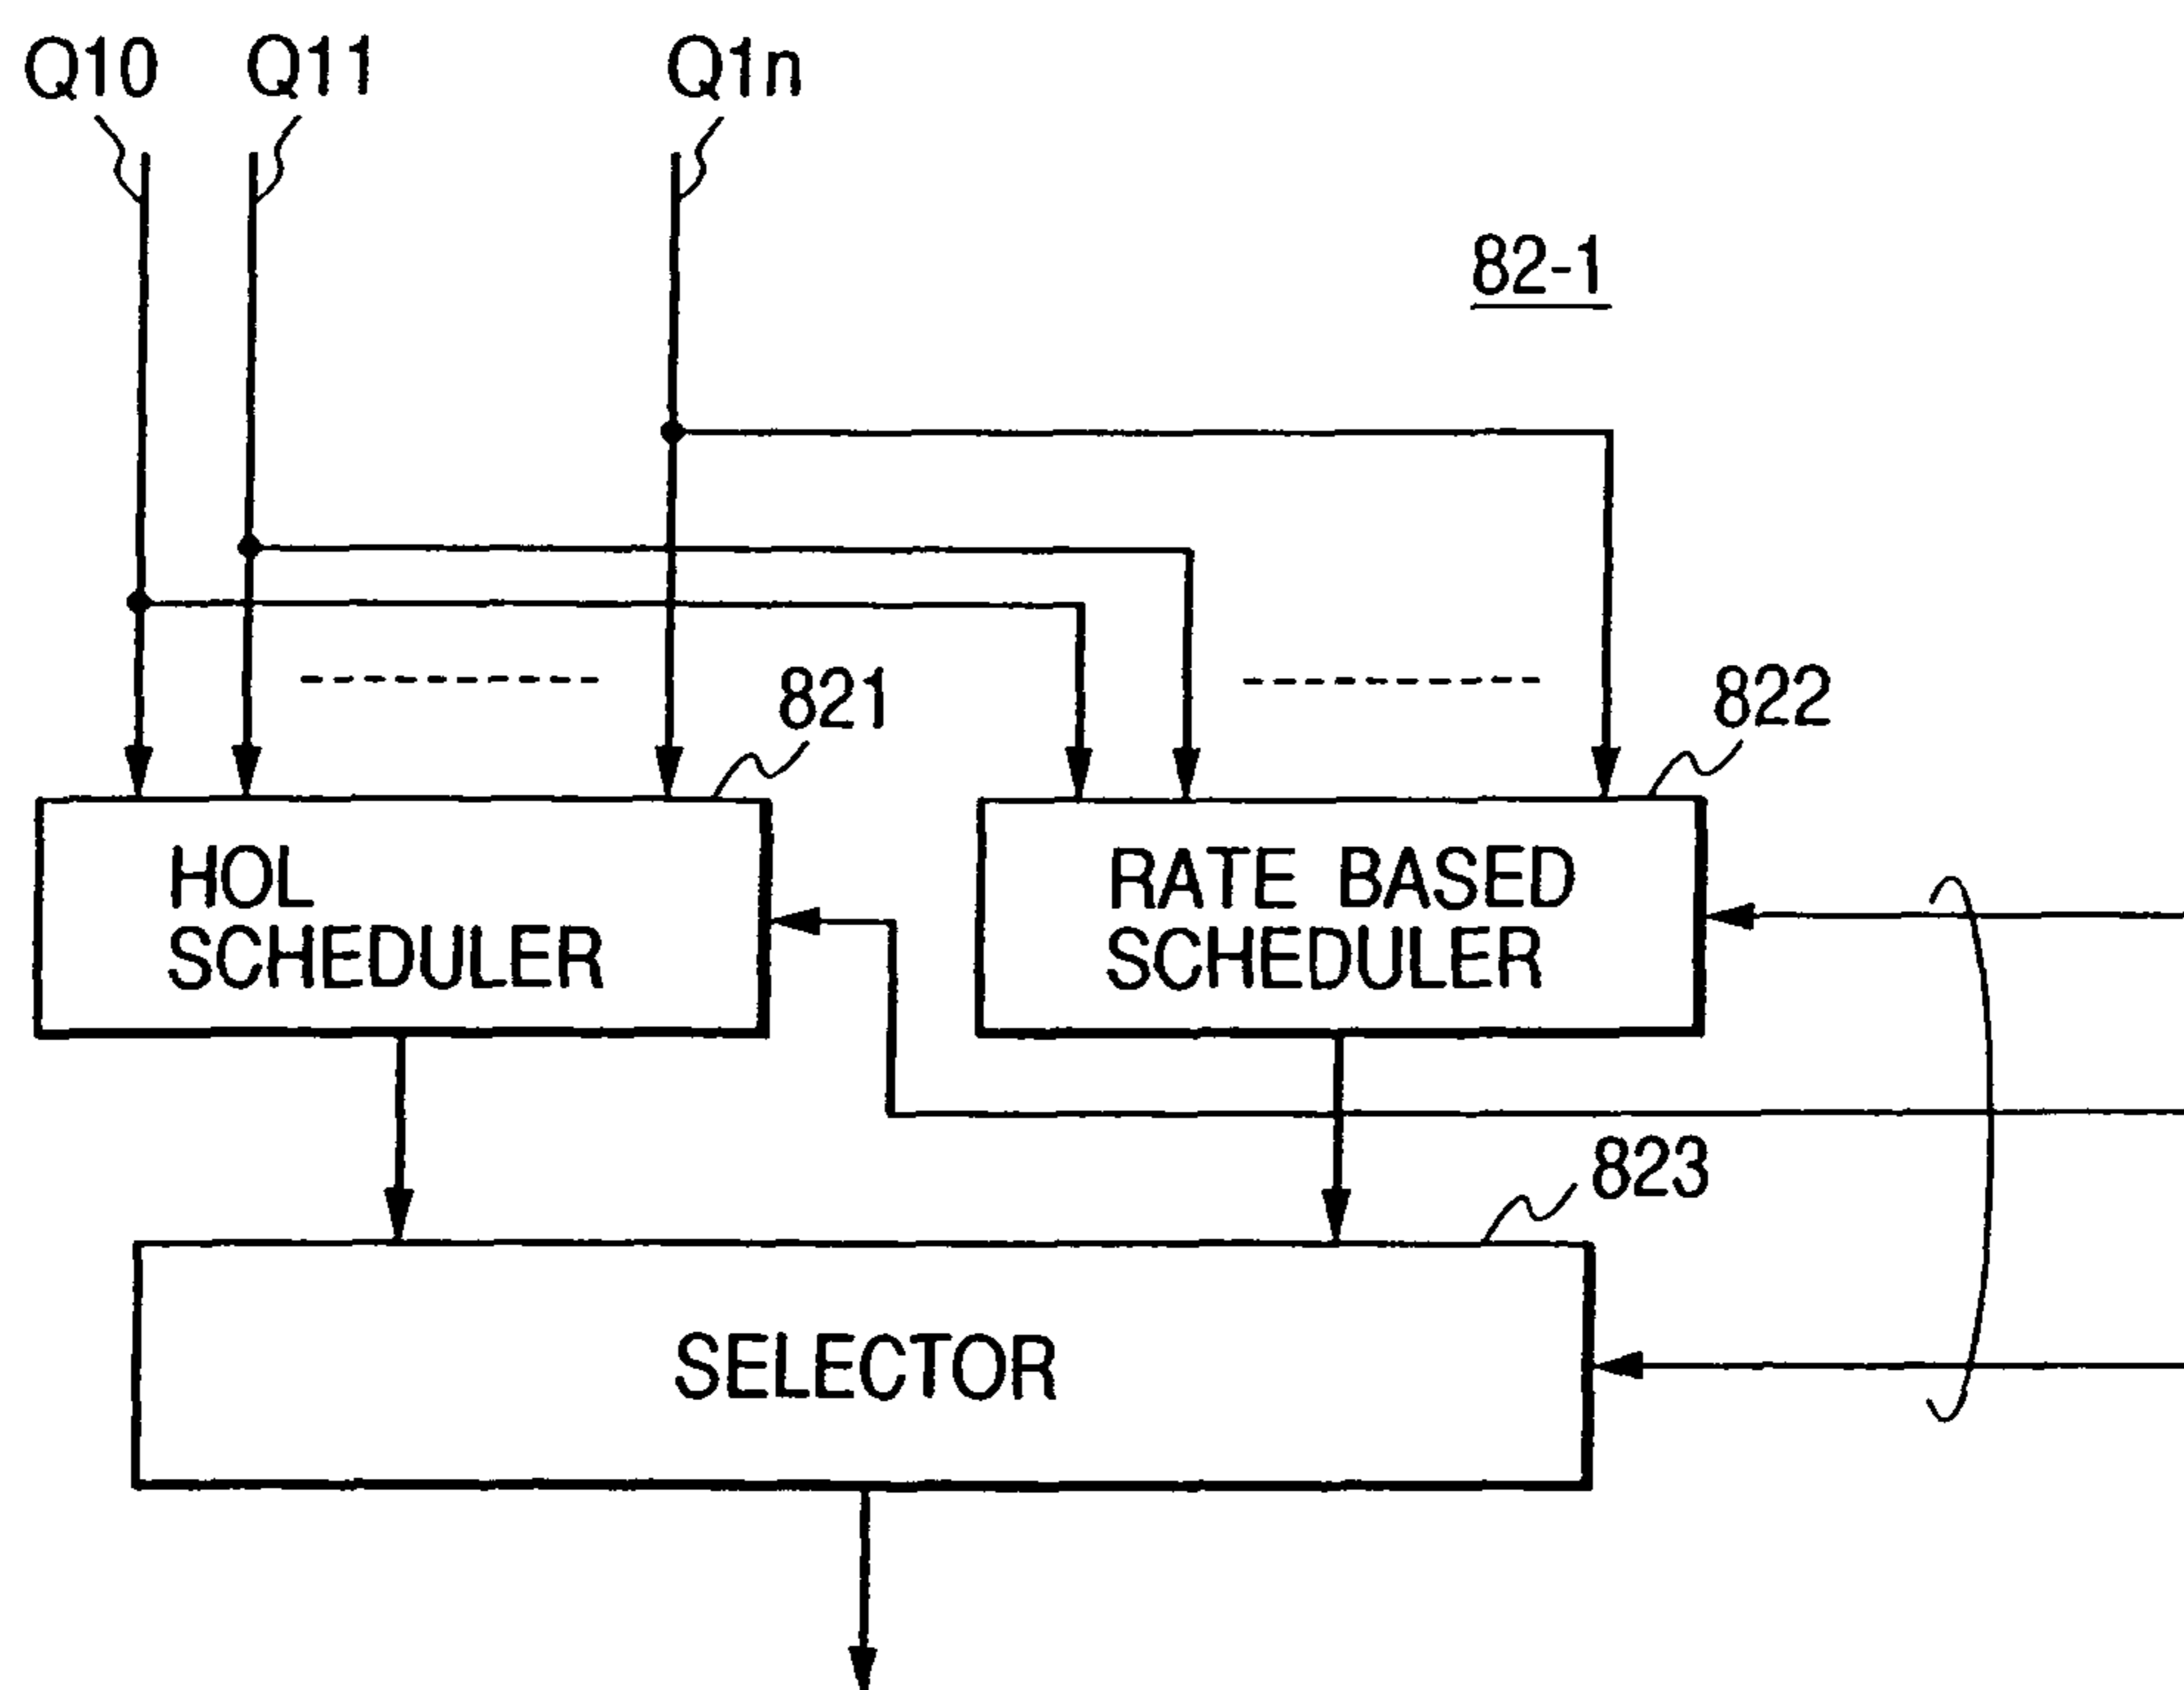 Q10 Q11 Q1n
82-1
821
822
HOL
SCHEDULER
RATE BASED
SCHEDULER
823
SELECTOR